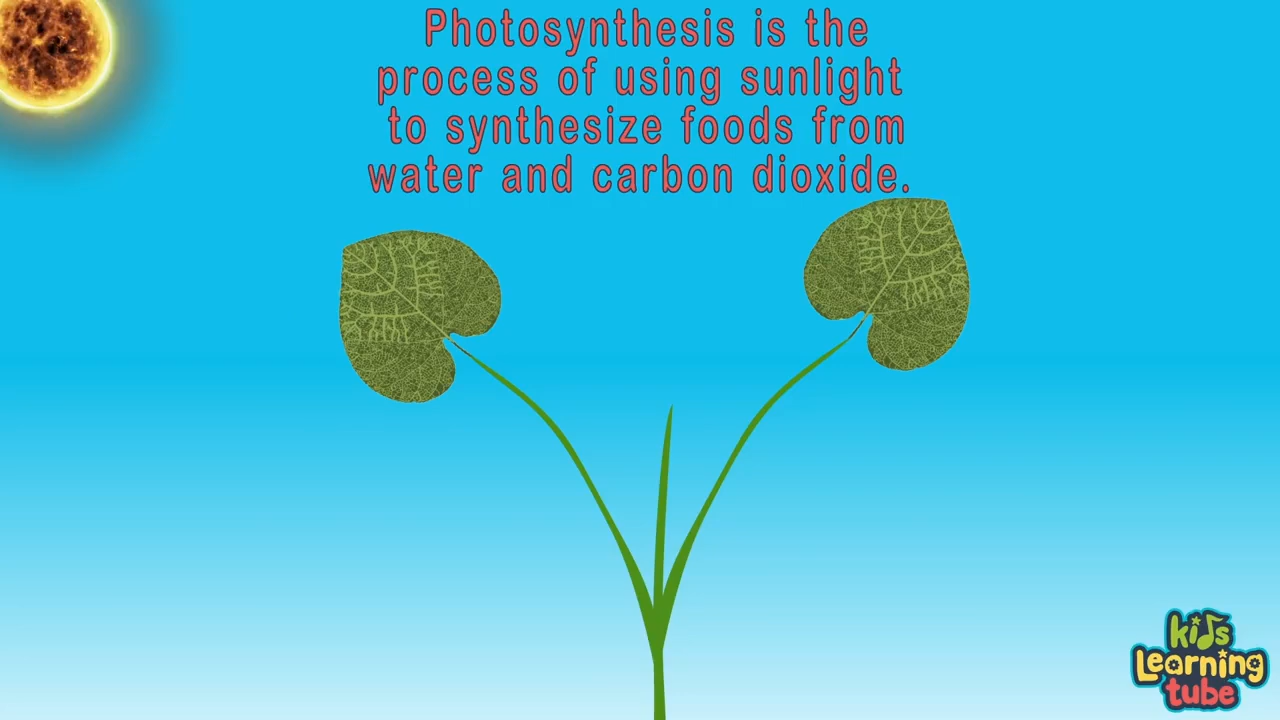 Photosynthesis is the
process of using sunlight
to synthesize foods from
water and carbon dioxide.
kids
Learning
tube